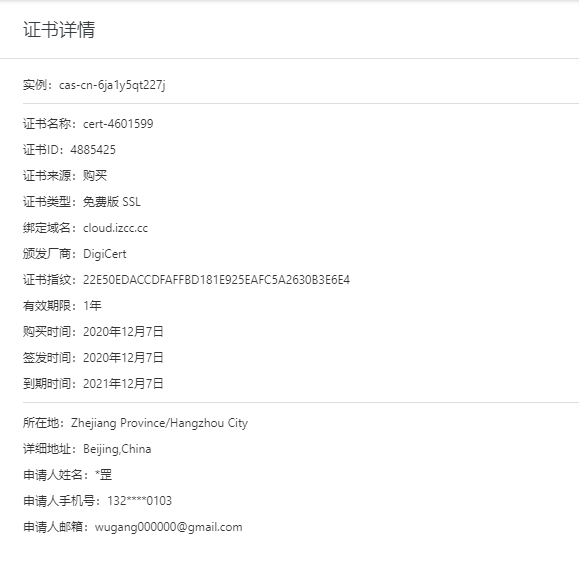 证书详情
实例：cas-cn-6ja1y5qt227j
证书名称：cert-4601599
证书ID：4885425
证书来源：购买
证书类型：免费版 SSL
绑定域名：cloud.izcc.cc
颁发厂商：DigiCert
证书指纹：22E50EDACCDFAFFBD181E925EAFC5A2630B3E6E4
有效期限：1年
购买时间：2020年12月7日
签发时间：2020年12月7日
到期时间：2021年12月7日
所在地：Zhejiang Province/Hangzhou City
详细地址：Beijing,China
申请人姓名：*罡
申请人手机号：132****0103
申请人邮箱：wugang000000@gmail.com